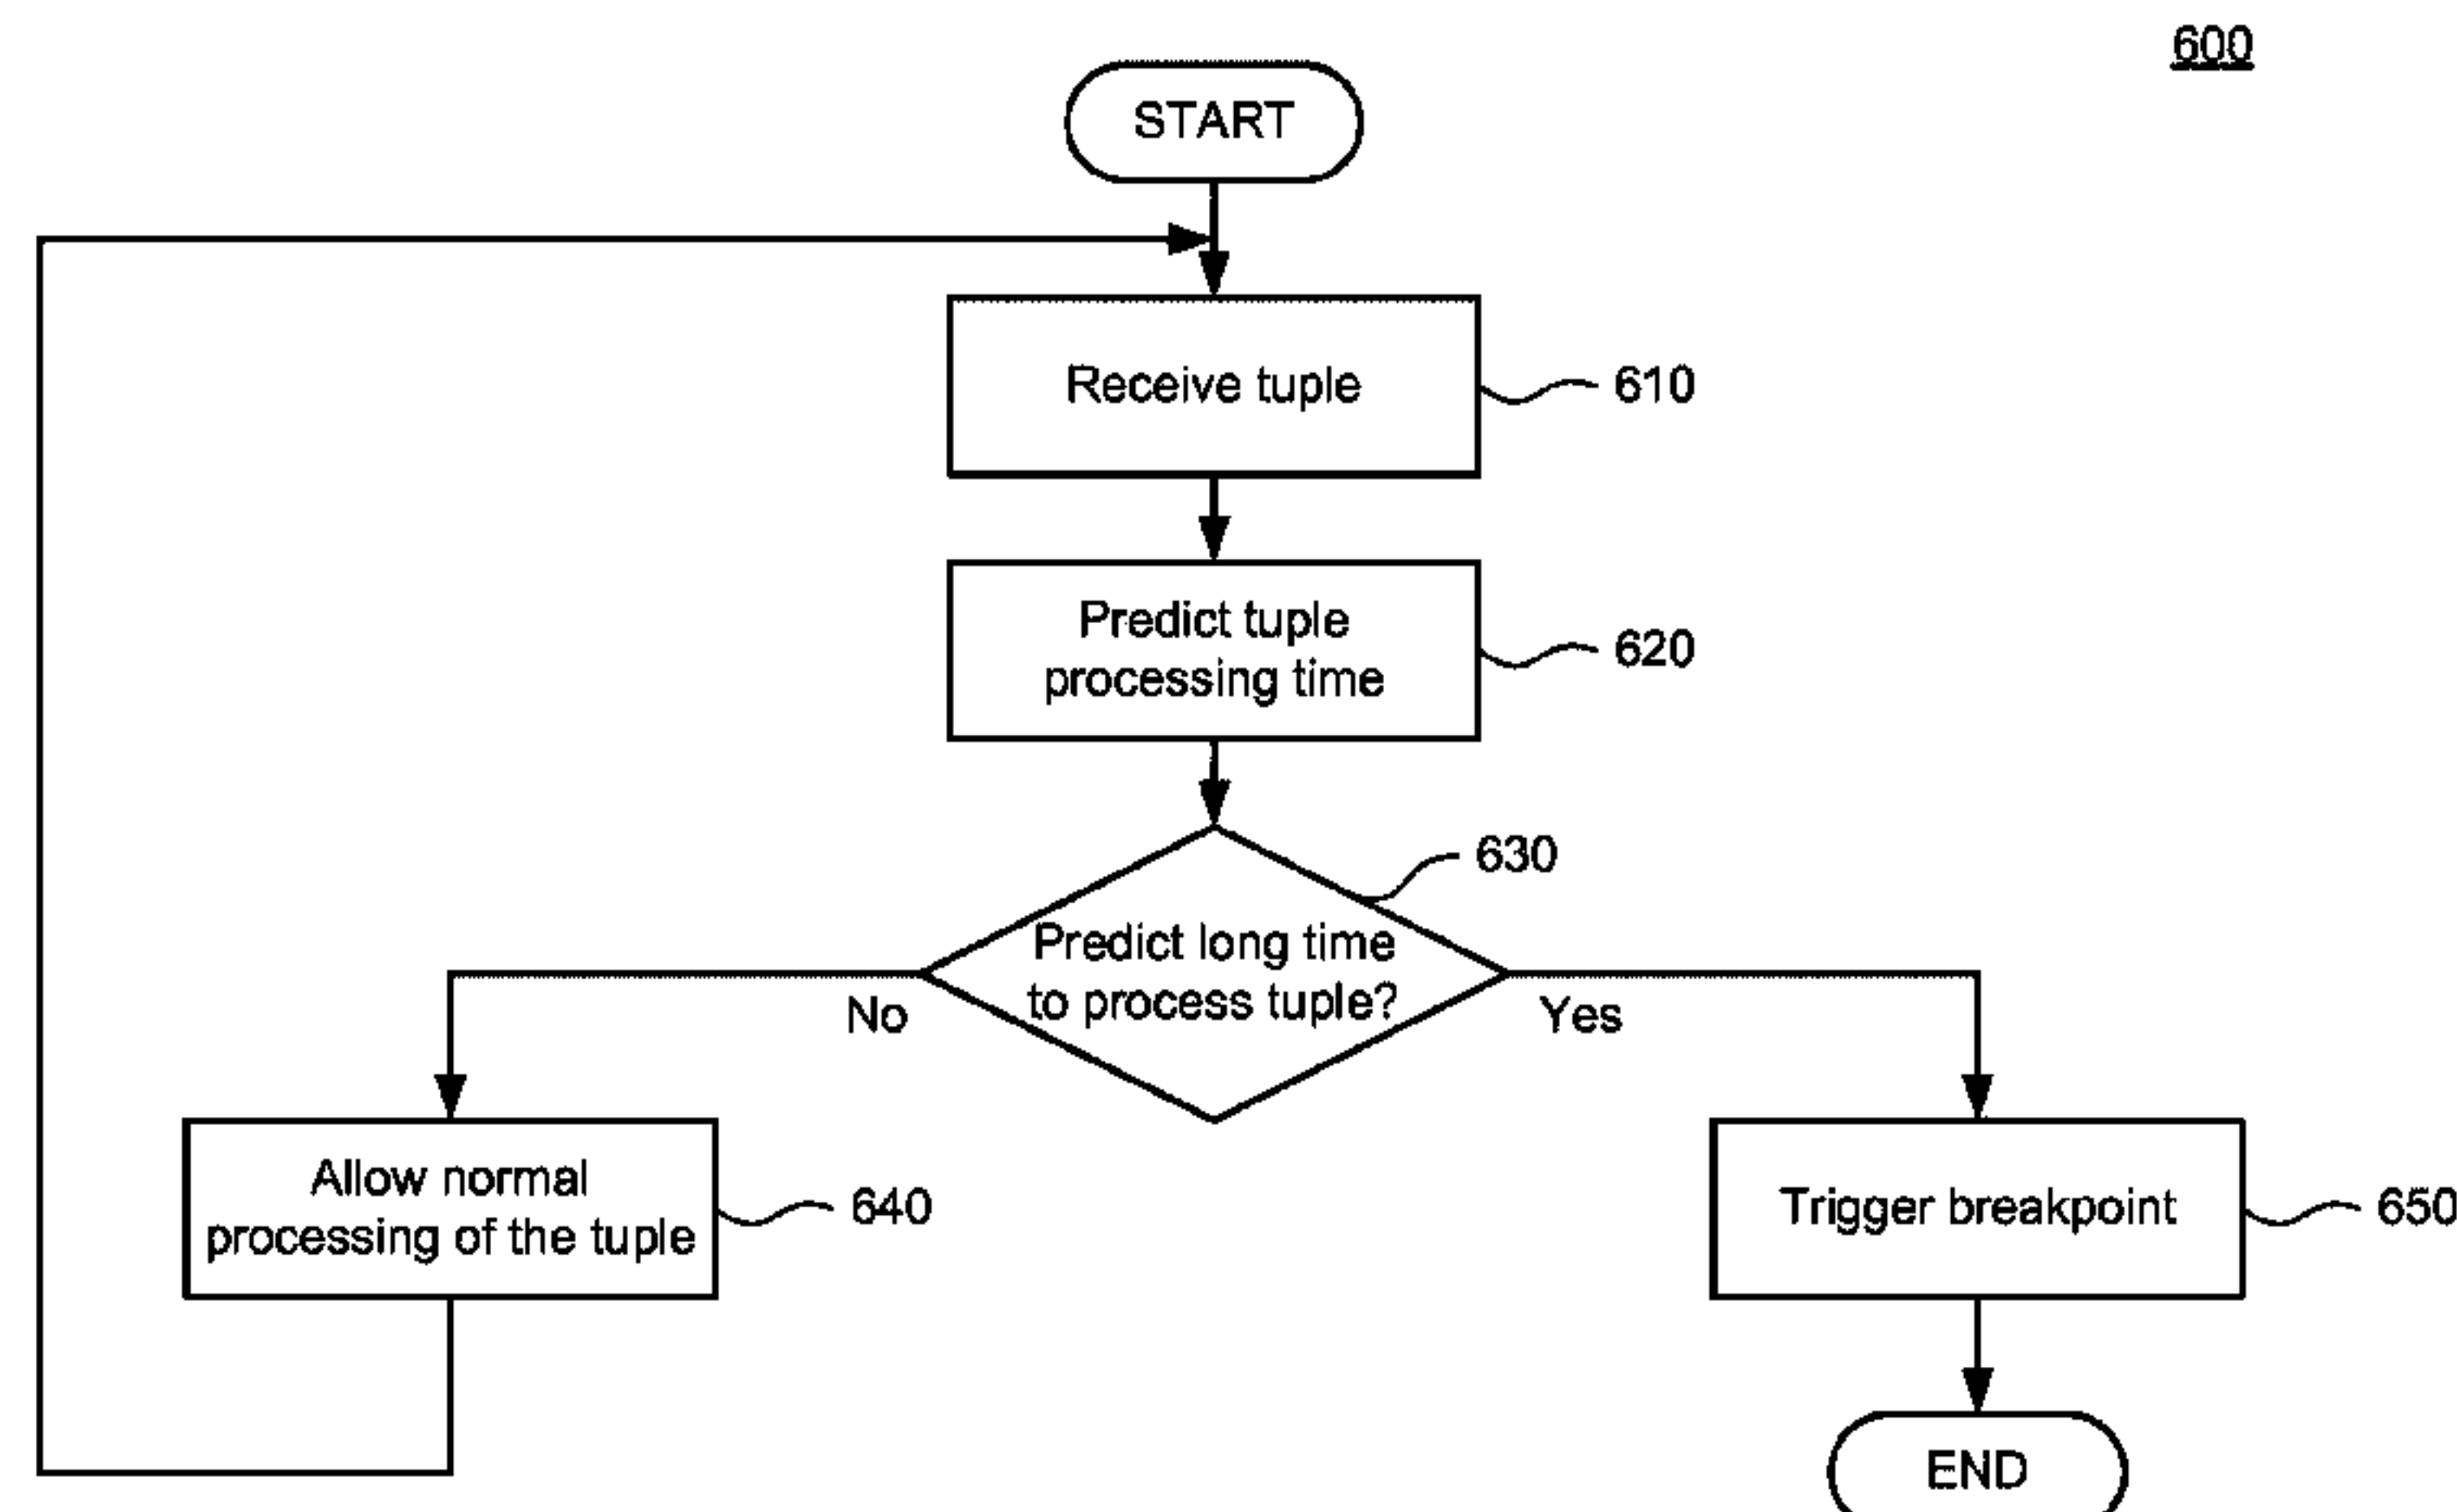 600
START
Receive tuple
610
Predict tuple
processing time
620
630
Predict long time
to process tuple?
No
Yes
Allow normal
processing of the tuple
640
Trigger breakpoint
650
END